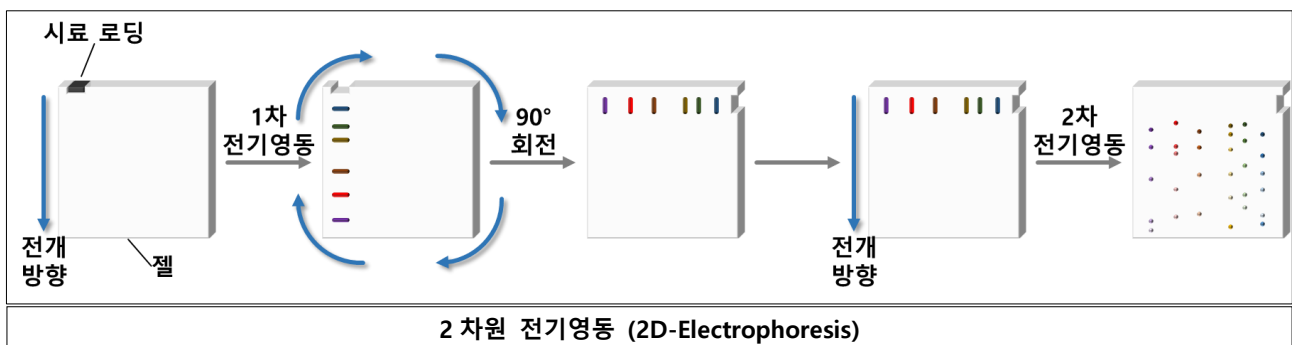 시료 로딩
1차
전기영동
90°
회전
2차
전기영동
전개
방향
젤
전개
방향
2 차원 전기영동 (2D-Electrophoresis)